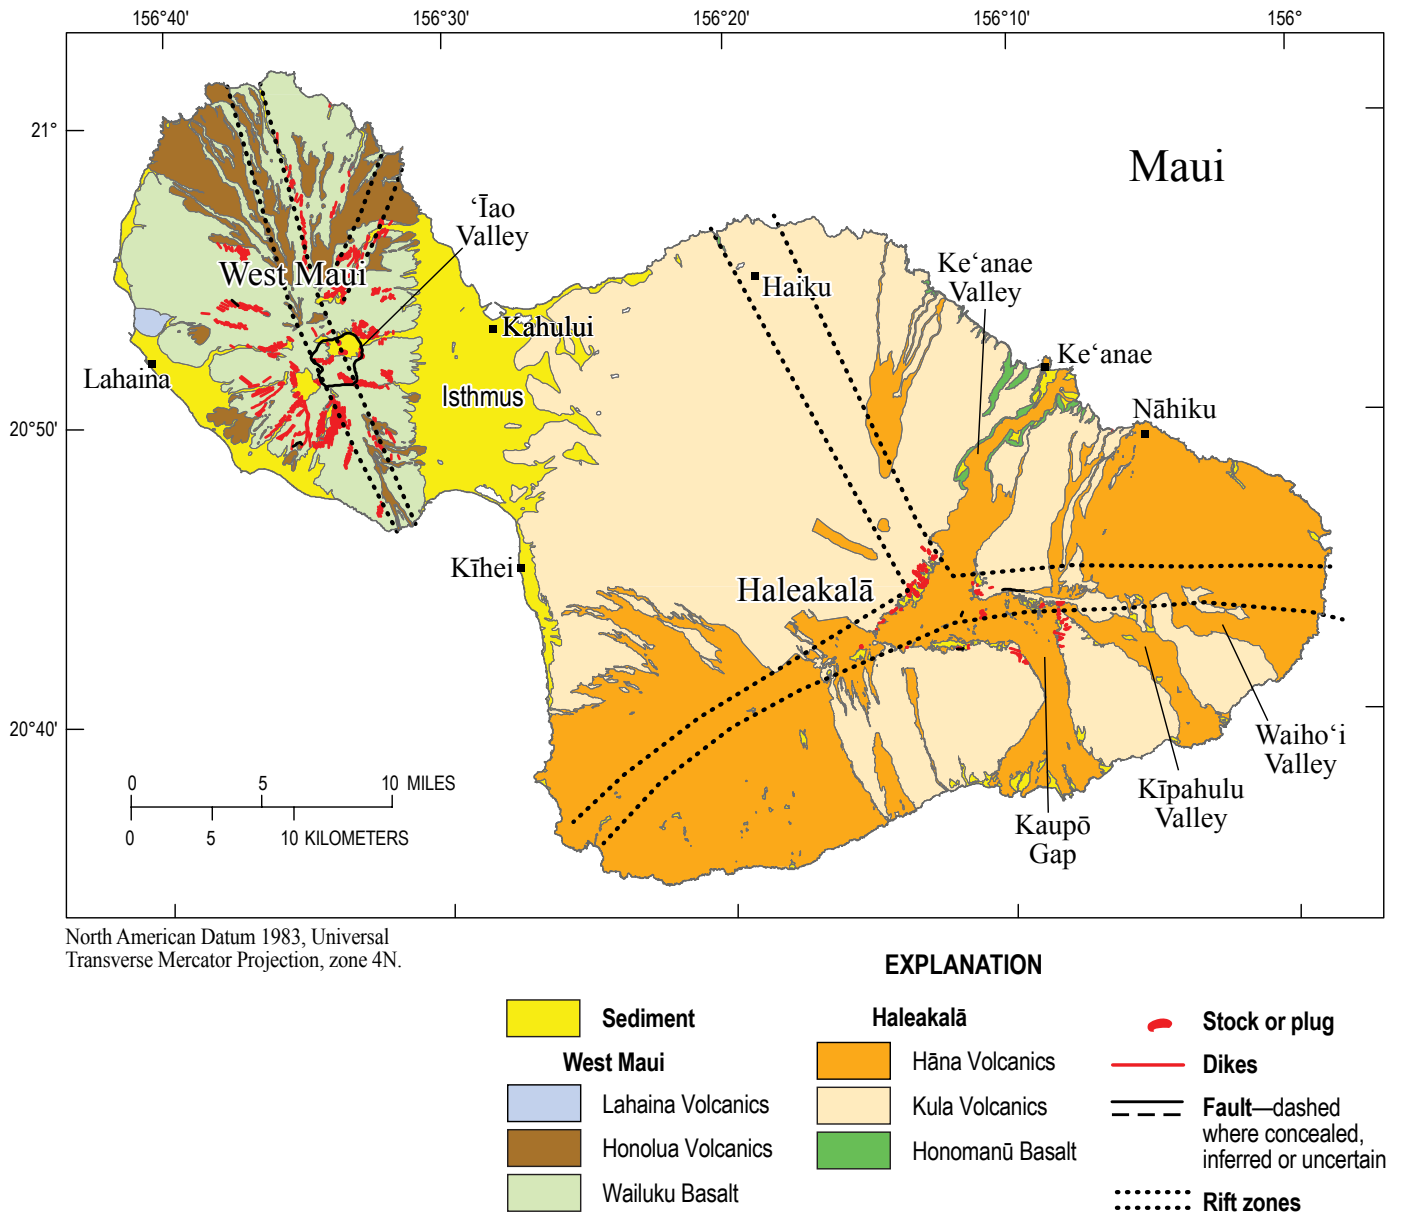 156°40'
156°30'
156°20'
156°10'
156°
21°
20°50'
20°40'
Maui
ʻĪao
Valley
West Maui
Keʻanae
Valley
Haiku
Kahului
Keʻanae
Lahaina
Isthmus
Nāhiku
Kīhei
Haleakalā
Waihoʻi
Valley
Kīpahulu
Valley
Kaupō
Gap
0 5 10 MILES
0 5 10 KILOMETERS
North American Datum 1983, Universal
Transverse Mercator Projection, zone 4N.
EXPLANATION
Sediment
West Maui
Lahaina Volcanics
Honolua Volcanics
Wailuku Basalt
Haleakalā
Hāna Volcanics
Kula Volcanics
Honomanū Basalt
Stock or plug
Dikes
Fault—dashed
where concealed,
inferred or uncertain
Rift zones